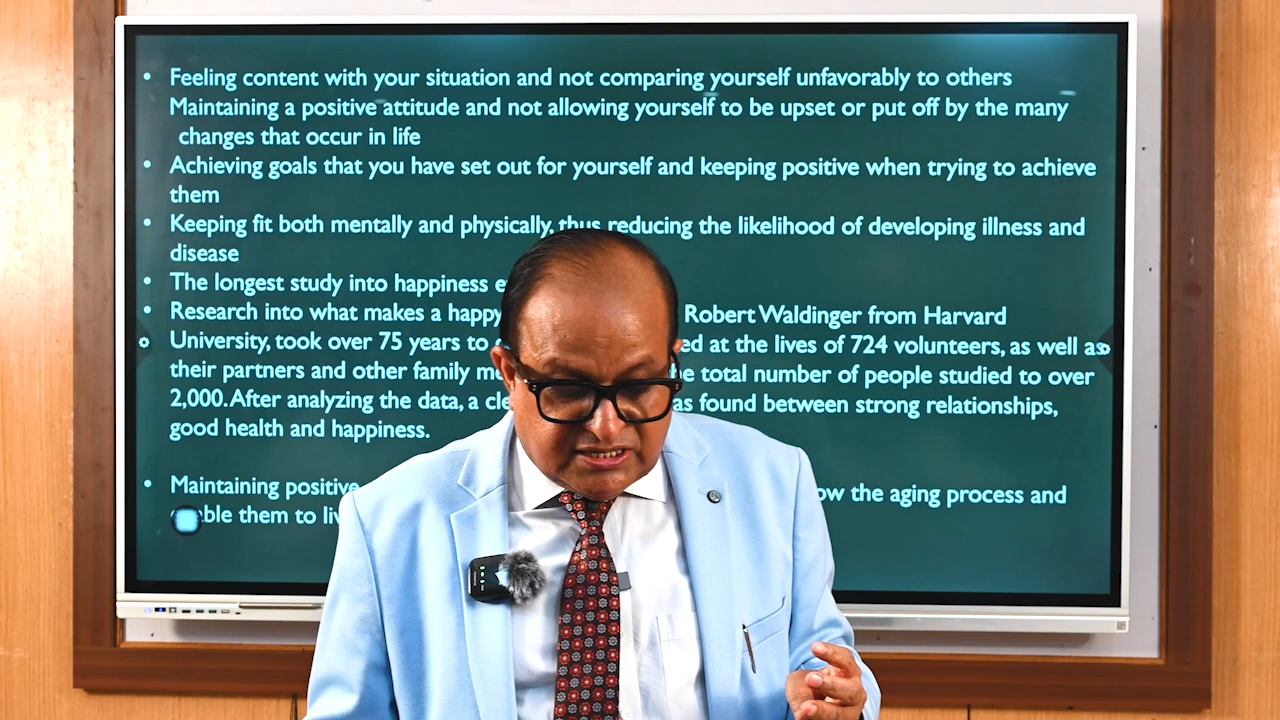 • Feeling content with your situation and not comparing yourself unfavorably to others
Maintaining a positive attitude and not allowing yourself to be upset or put off by the many
changes that occur in life
• Achieving goals that you have set out for yourself and keeping positive when trying to achieve
them
• Keeping fit both mentally and physically, thus reducing the likelihood of developing illness and
disease
• The longest study into happiness
• Research into what makes a happy Robert Waldinger from Harvard
University, took over 75 years to at the lives of 724 volunteers, as well as
their partners and other family total number of people studied to over
2,000. After analyzing the data, a found between strong relationships,
good health and happiness.
• Maintaining positive the aging process and
them to